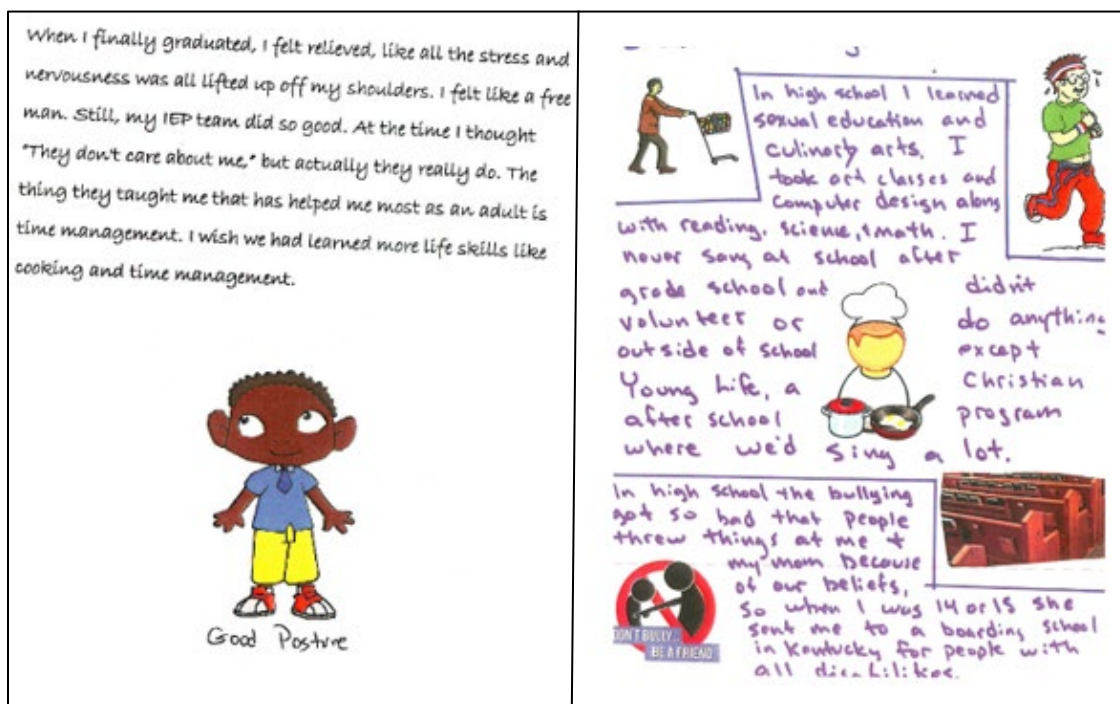 When I finally graduated, I felt relieved, like all the stress and
nervousness was all lifted up off my shoulders. I felt like a free
man. Still, my IEP team did so good. At the time I thought
"They don't care about me," but actually they really do. The
thing they taught me that has helped me most as an adult is
time management. I wish we had learned more life skills like
cooking and time management.
Good Posture
In high school I learned
sexual education and
culinary arts. I
took art classes and
computer design along
with reading, science, + math. I
never sang at school after
grade school and didn't
volunteer or do anything
outside of school except
Young Life, a Christian
after school program
where we'd sing a lot.
In high school the bullying
got so bad that people
threw things at me +
my mom because
of our beliefs,
so when I was 14 or 15 she
sent me to a boarding school
in Kentucky for people with
all disabilities.
DON'T BULLY...
BE A FRIEND